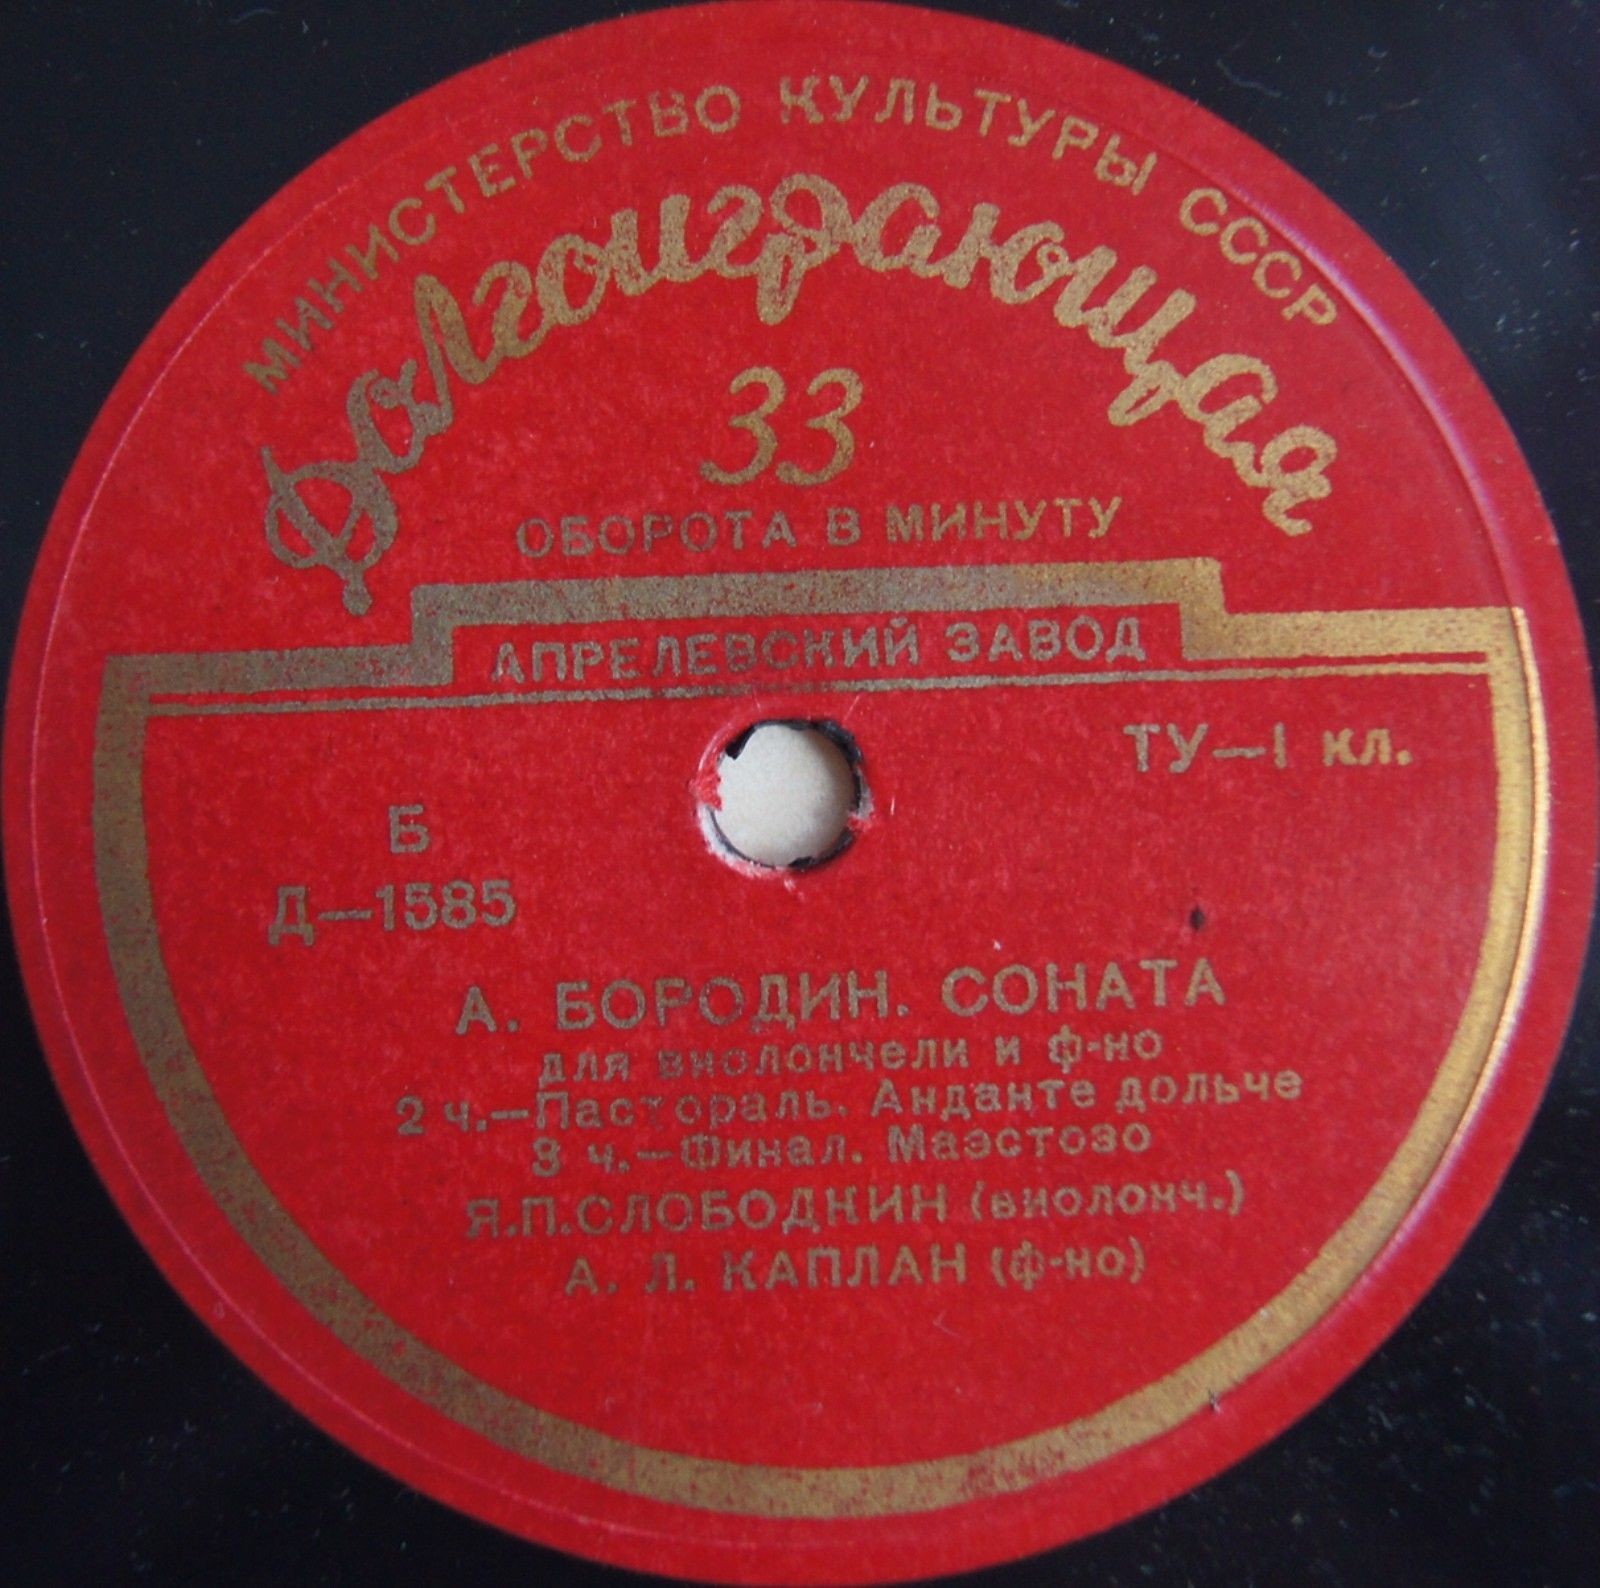 МИНИСТЕРСТВО КУЛЬТУРЫ СССР
Долгоиграющая
33
ОБОРОТА В МИНУТУ
АПРЕЛЕВСКИЙ ЗАВОД
ТУ—1 кл.
Б
Д—1585
А. БОРОДИН. СОНАТА
для виолончели и ф-но
2 ч.—Пастораль. Анданте дольче
3 ч.—Финал. Маэстозо
Я.П.СЛОБОДКИН (виолонч.)
А. Л. КАПЛАН (ф-но)